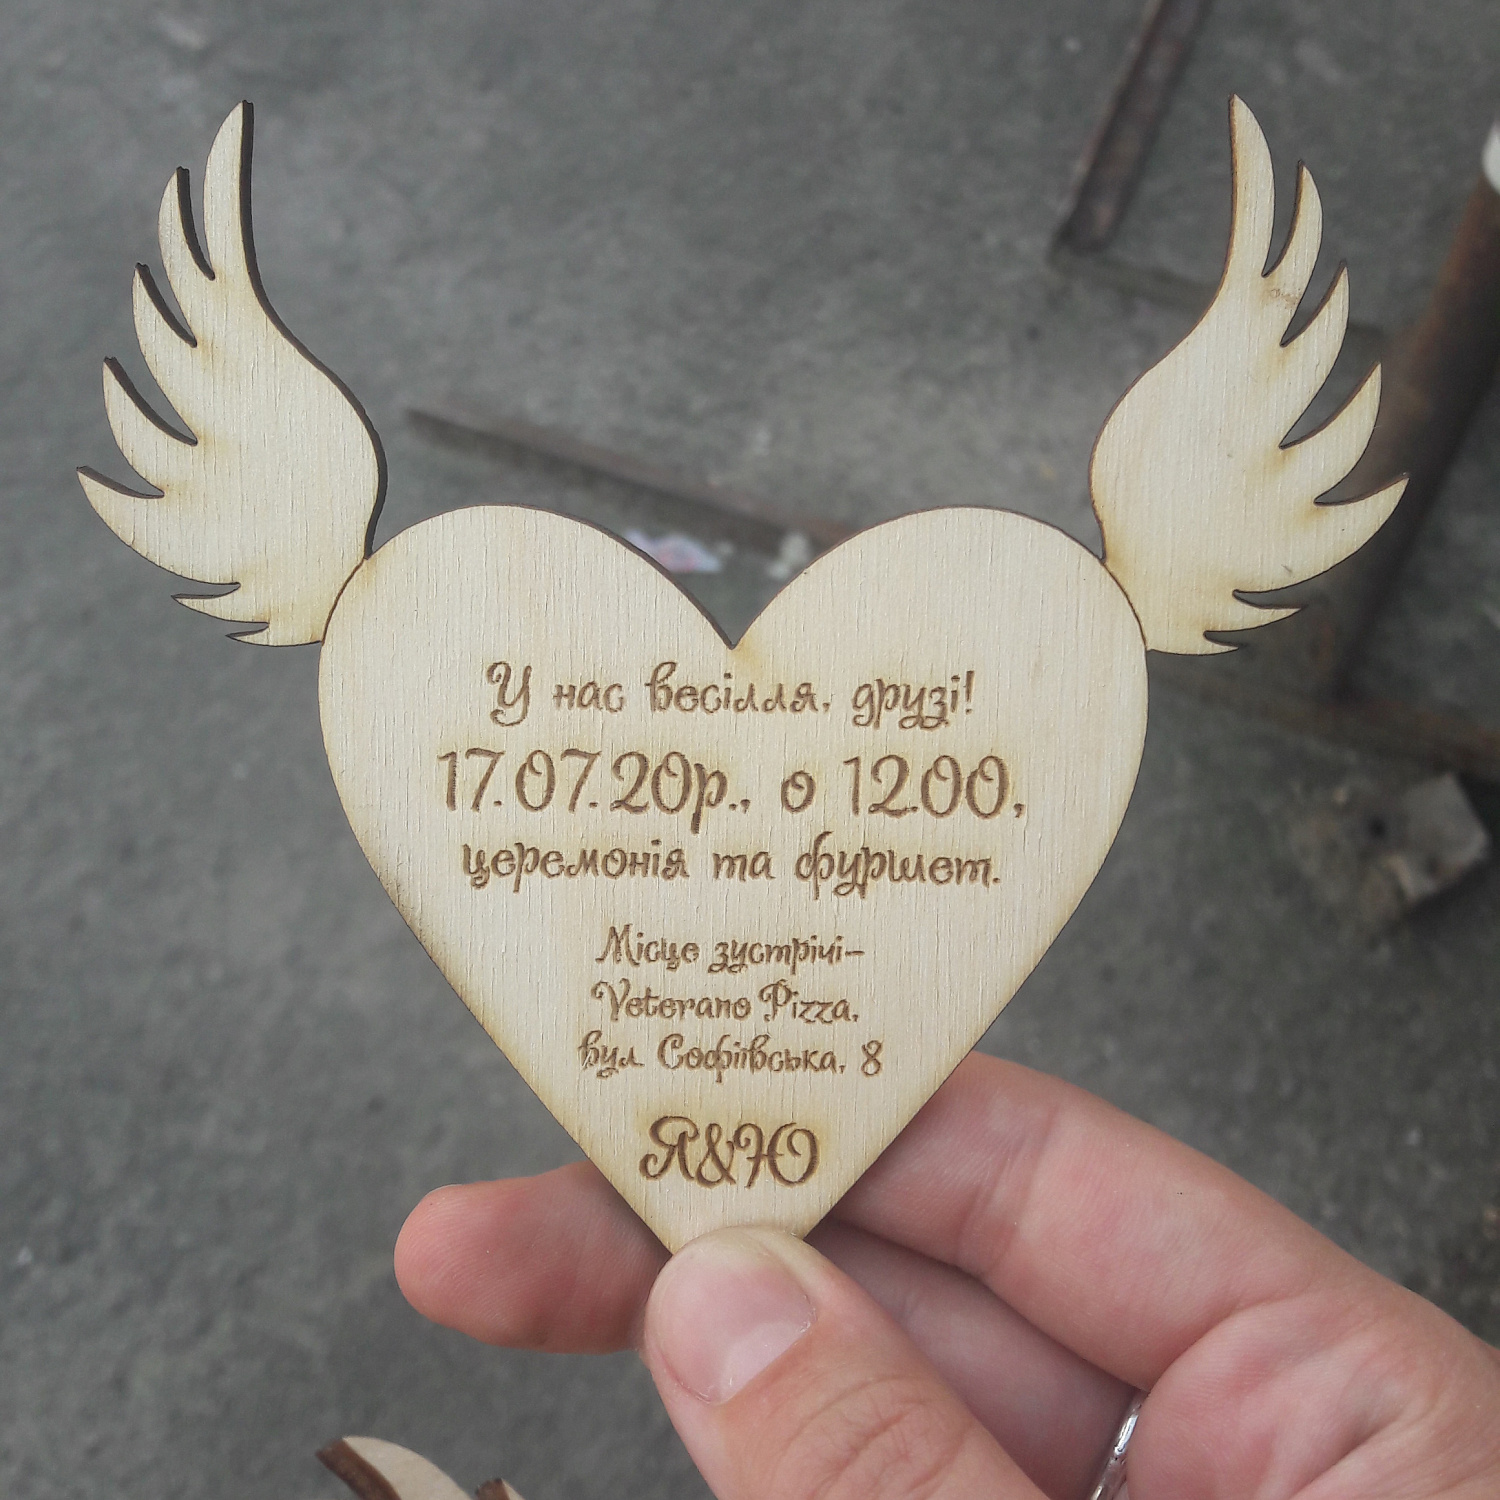 У нас весілля, друзі!
17.07.20р., о 12.00,
церемонія та фуршет.
Місце зустрічі-
Veterano Pizza,
вул. Софіївська, 8
Я&Ю